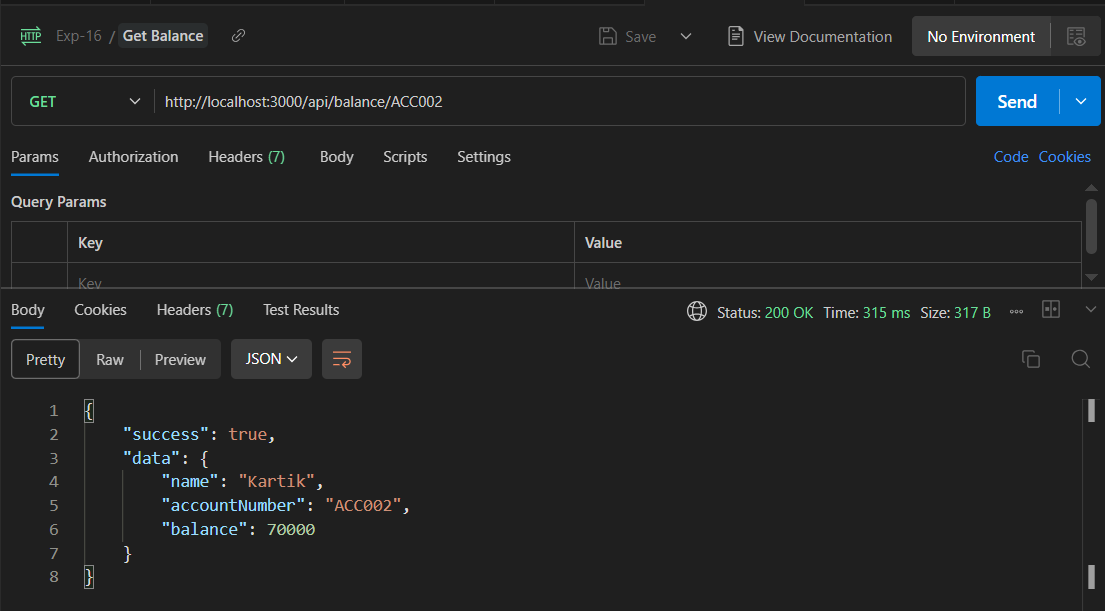 HTTP Exp-16 / Get Balance Save View Documentation No Environment
GET http://localhost:3000/api/balance/ACC002 Send
Params Authorization Headers (7) Body Scripts Settings Code Cookies
Query Params
Key Value
Key Value
Body Cookies Headers (7) Test Results Status: 200 OK Time: 315 ms Size: 317 B
Pretty Raw Preview JSON
1 {
2 "success": true,
3 "data": {
4 "name": "Kartik",
5 "accountNumber": "ACC002",
6 "balance": 70000
7 }
8 }